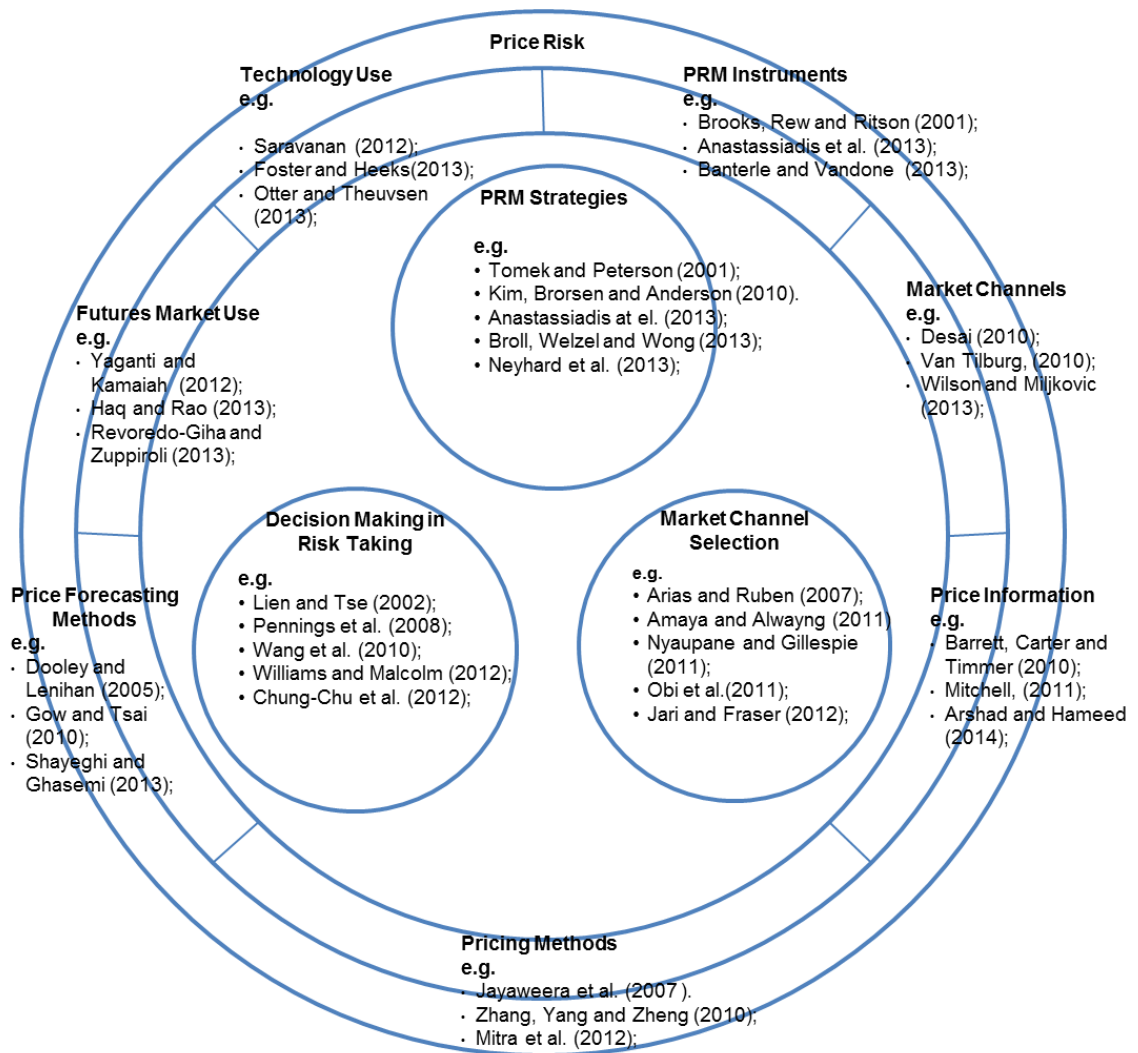 Price Risk
Technology Use
e.g.
• Saravanan (2012);
• Foster and Heeks(2013);
• Otter and Theuvsen
(2013);
PRM Instruments
e.g.
• Brooks, Rew and Ritson (2001);
• Anastassiadis et al. (2013);
• Banterle and Vandone (2013);
PRM Strategies
e.g.
• Tomek and Peterson (2001);
• Kim, Brorsen and Anderson (2010).
• Anastassiadis at el. (2013);
• Broll, Welzel and Wong (2013);
• Neyhard et al. (2013);
Futures Market Use
e.g.
• Yaganti and
Kamaiah (2012);
• Haq and Rao (2013);
• Revoredo-Giha and
Zuppiroli (2013);
Market Channels
e.g.
• Desai (2010);
• Van Tilburg, (2010);
• Wilson and Miljkovic
(2013);
Decision Making in
Risk Taking
e.g.
• Lien and Tse (2002);
• Pennings et al. (2008);
• Wang et al. (2010);
• Williams and Malcolm (2012);
• Chung-Chu et al. (2012);
Market Channel
Selection
e.g.
• Arias and Ruben (2007);
• Amaya and Alwayng (2011)
• Nyaupane and Gillespie
(2011);
• Obi et al.(2011);
• Jari and Fraser (2012);
Price Forecasting
Methods
e.g.
• Dooley and
Lenihan (2005);
• Gow and Tsai
(2010);
• Shayeghi and
Ghasemi (2013);
Price Information
e.g.
• Barrett, Carter and
Timmer (2010);
• Mitchell, (2011);
• Arshad and Hameed
(2014);
Pricing Methods
e.g.
• Jayaweera et al. (2007).
• Zhang, Yang and Zheng (2010);
• Mitra et al. (2012);